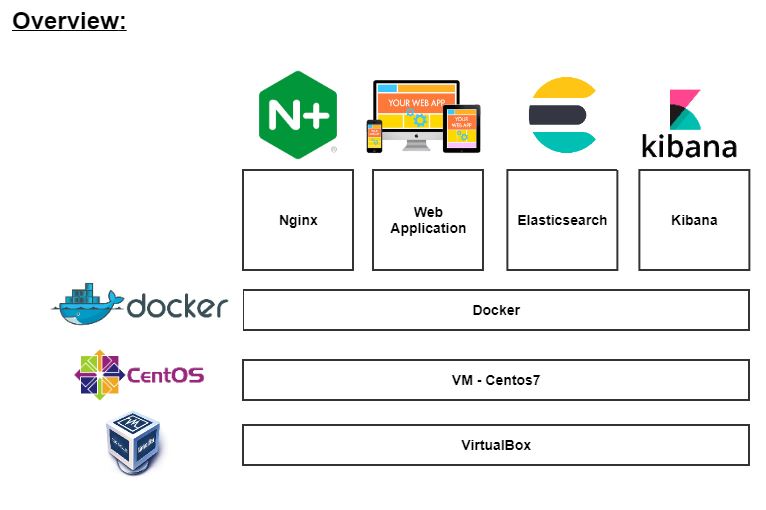 Overview:
N+
®
YOUR WEB APP
YOUR
WEB APP
kibana
Nginx
Web
Application
Elasticsearch
Kibana
docker
Docker
CentOS
VM - Centos7
VM
VirtualBox